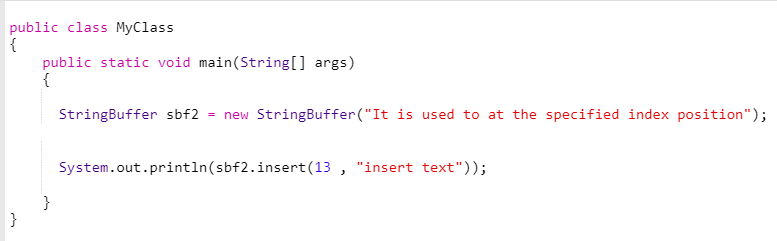 public class MyClass
{
public static void main(String[] args)
{
StringBuffer sbf2 = new StringBuffer("It is used to at the specified index position");
System.out.println(sbf2.insert(13 , "insert text"));
}
}